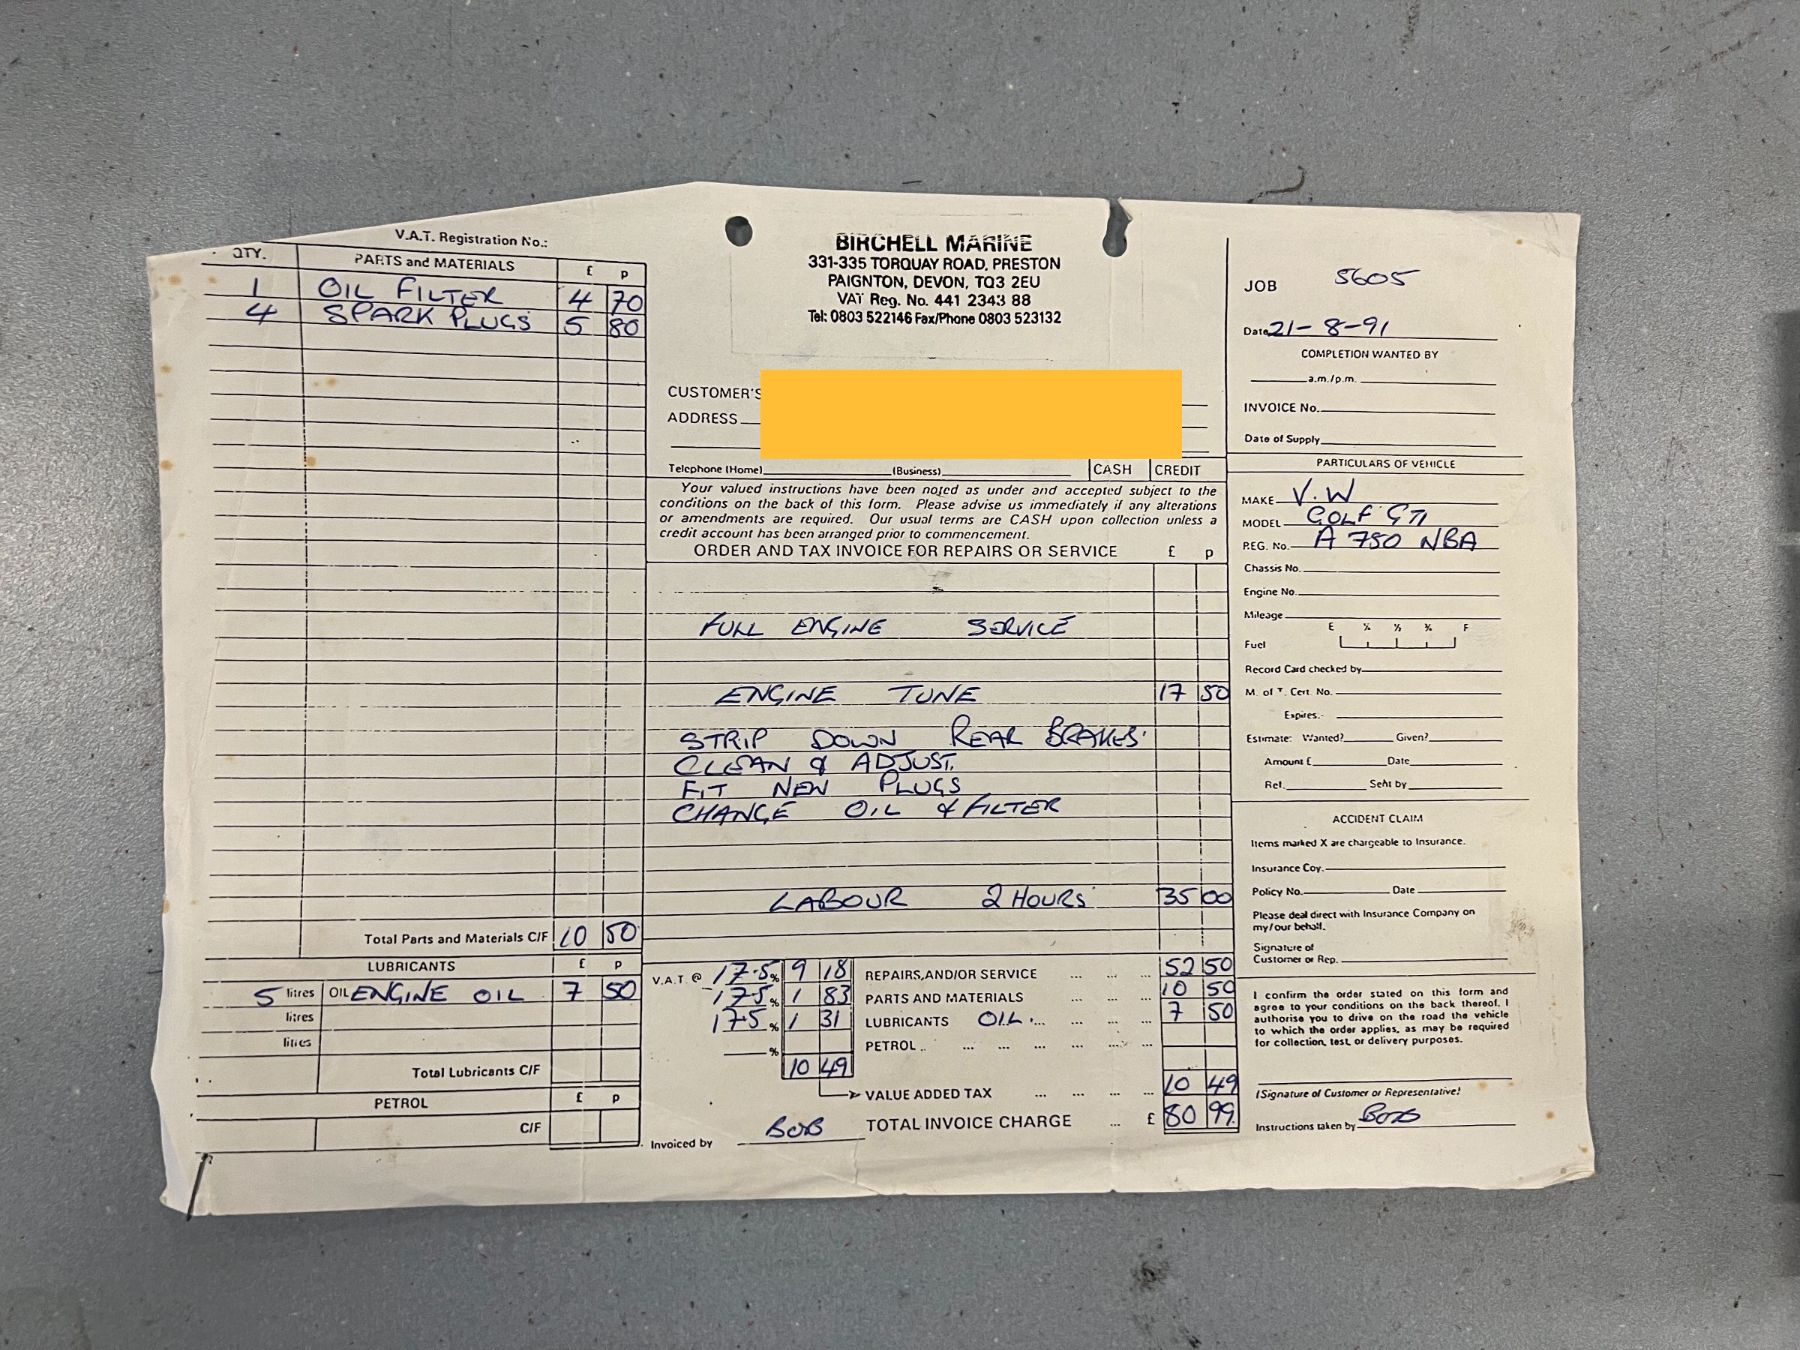 V.A.T. Registration No.:
QTY. PARTS and MATERIALS £ p
1 OIL FILTER 4 70
4 SPARK PLUGS 5 80
Total Parts and Materials C/F 10 50
LUBRICANTS £ p
5 litres OIL ENGINE OIL 7 50
litres
litres
Total Lubricants C/F
PETROL £ p
C/F
BIRCHELL MARINE
331-335 TORQUAY ROAD, PRESTON
PAIGNTON, DEVON, TQ3 2EU
VAT Reg. No. 441 2343 88
Tel: 0803 522146 Fax/Phone 0803 523132
CUSTOMER'S
ADDRESS
Telephone (Home) (Business) CASH CREDIT
Your valued instructions have been noted as under and accepted subject to the
conditions on the back of this form. Please advise us immediately if any alterations
or amendments are required. Our usual terms are CASH upon collection unless a
credit account has been arranged prior to commencement.
ORDER AND TAX INVOICE FOR REPAIRS OR SERVICE £ p
FULL ENGINE SERVICE
ENGINE TUNE 17 50
STRIP DOWN REAR BRAKES.
CLEAN & ADJUST.
FIT NEW PLUGS
CHANGE OIL & FILTER
LABOUR 2 HOURS 35 00
V.A.T @ 17.5 % 9 18 REPAIRS, AND/OR SERVICE ... ... ... 52 50
17.5 % 1 83 PARTS AND MATERIALS ... ... ... 10 50
17.5 % 1 31 LUBRICANTS OIL. ... ... ... 7 50
% PETROL .. ... ... ... ... ... ...
10 49
VALUE ADDED TAX ... ... ... 10 49
TOTAL INVOICE CHARGE ... £ 80 99
Invoiced by BOB
JOB 5605
Date 21-8-91
COMPLETION WANTED BY
a.m./p.m.
INVOICE No.
Date of Supply
PARTICULARS OF VEHICLE
MAKE V.W
MODEL GOLF GTI
REG. No. A 780 NBA
Chassis No.
Engine No.
Mileage
E ¼ ½ ¾ F
Fuel
Record Card checked by
M. of T. Cert. No.
Expires.
Estimate: Wanted? Given?
Amount £ Date
Ref. Sent by
ACCIDENT CLAIM
Items marked X are chargeable to Insurance.
Insurance Coy.
Policy No. Date
Please deal direct with Insurance Company on
my/our behalf.
Signature of
Customer or Rep.
I confirm the order stated on this form and
agree to your conditions on the back thereof. I
authorise you to drive on the road the vehicle
to which the order applies, as may be required
for collection, test, or delivery purposes.
(Signature of Customer or Representative)
Instructions taken by BOB